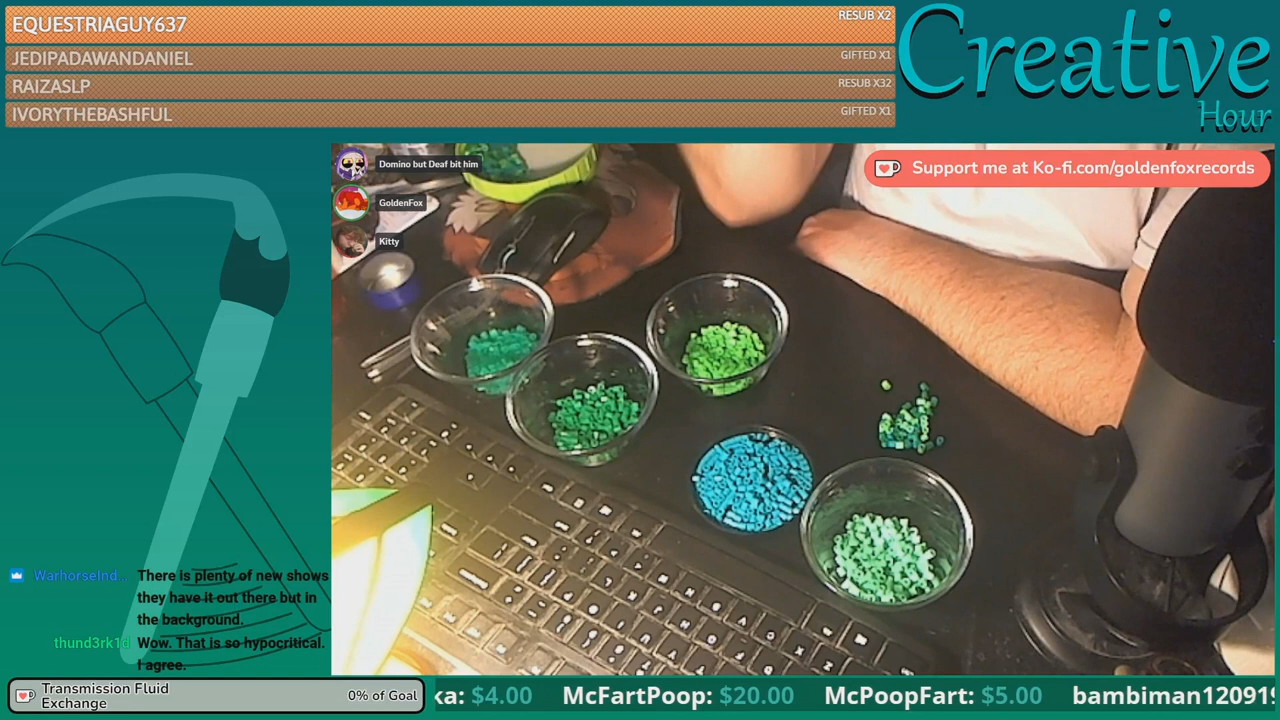 EQUESTRIAGUY637 RESUB X2
JEDIPADAWANDANIEL GIFTED X1
RAIZASLP RESUB X32
IVORYTHEBASHFUL GIFTED X1
Creative
Hour
Domino but Deaf bit him
GoldenFox
Kitty
Support me at Ko-fi.com/goldenfoxrecords
WarhorseInd... There is plenty of new shows
they have it out there but in
the background.
thund3rk1d Wow. That is so hypocritical.
I agree.
Transmission Fluid
Exchange
0% of Goal
ka: $4.00 McFartPoop: $20.00 McPoopFart: $5.00 bambiman12091